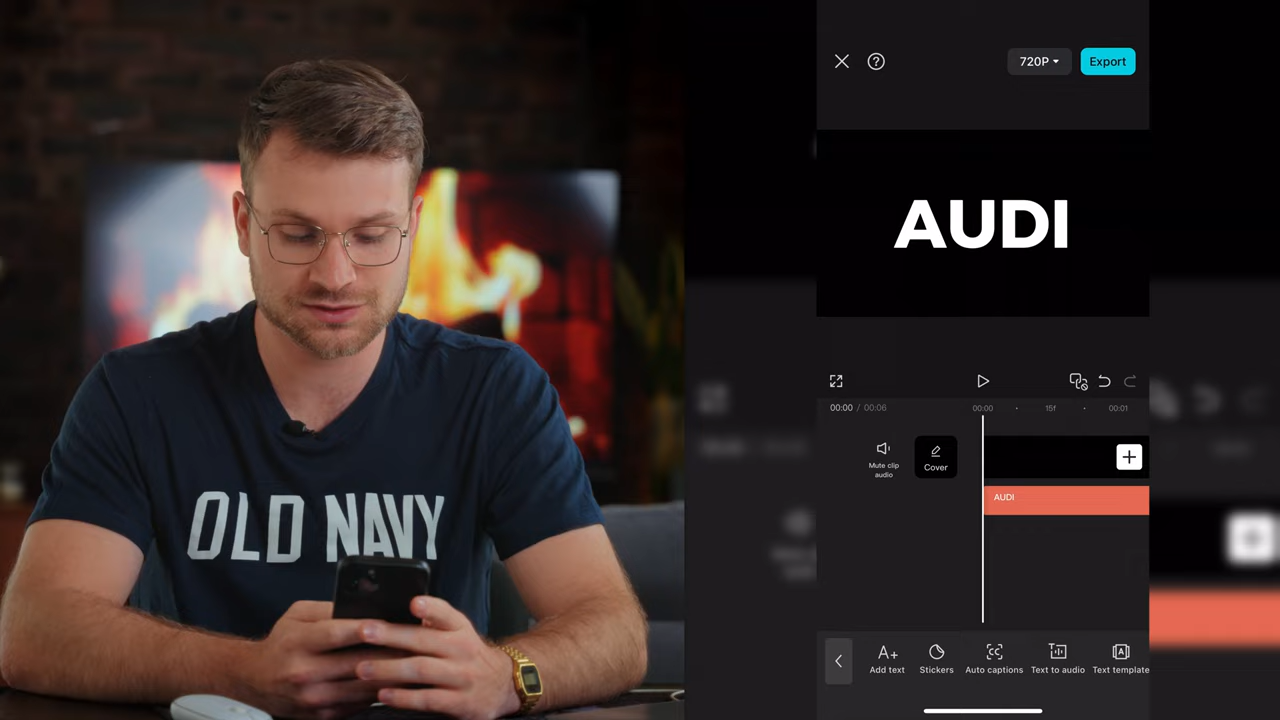 OLD NAVY
720P
Export
AUDI
00:00 / 00:06
00:00
15f
00:01
Mute clip
audio
Cover
AUDI
Add text
Stickers
Auto captions
Text to audio
Text template